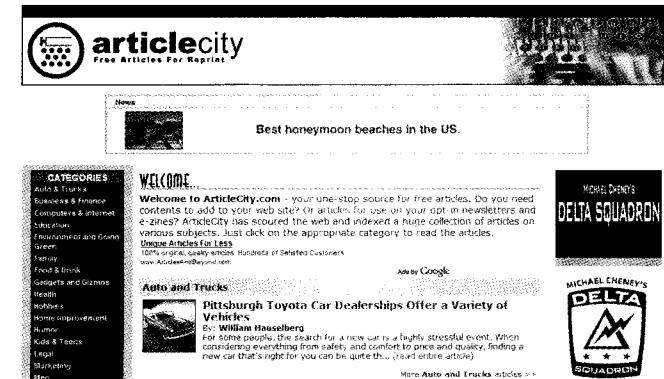 articlecity
Free Articles For Reprint
News
Best honeymoon beaches in the US.
CATEGORIES
Auto & Trucks
Business & Finance
Computers & Internet
Education
Environment and Going
Green
Family
Food & Drink
Gadgets and Gizmos
Health
Hobbies
Home Improvement
Humor
Kids & Teens
Legal
Marketing
Men
WELCOME...
Welcome to ArticleCity.com - your one-stop source for free articles. Do you need
contents to add to your web site? Or articles for use on your opt-in newsletters and
e-zines? ArticleCity has scoured the web and indexed a huge collection of articles on
various subjects. Just click on the appropriate category to read the articles.
Unique Articles For Less
100% original, quality articles. Hundreds of Satisfied Customers
www.ArticlesAndBeyond.com
Ads by Google
Auto and Trucks
Pittsburgh Toyota Car Dealerships Offer a Variety of
Vehicles
By: William Hauselberg
For some people, the search for a new car is a highly stressful event. When
considering everything from safety and comfort to price and quality, finding a
new car that's right for you can be quite th... (read entire article)
More Auto and Trucks articles >>
MICHAEL CHENEY'S
DELTA SQUADRON
MICHAEL CHENEY'S
DELTA
SQUADRON